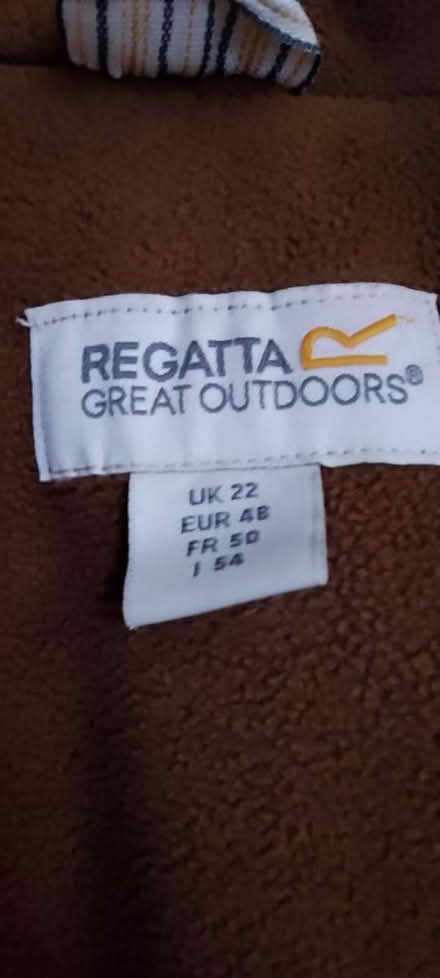 REGATTA
GREAT OUTDOORS®
UK 22
EUR 48
FR 50
I 54